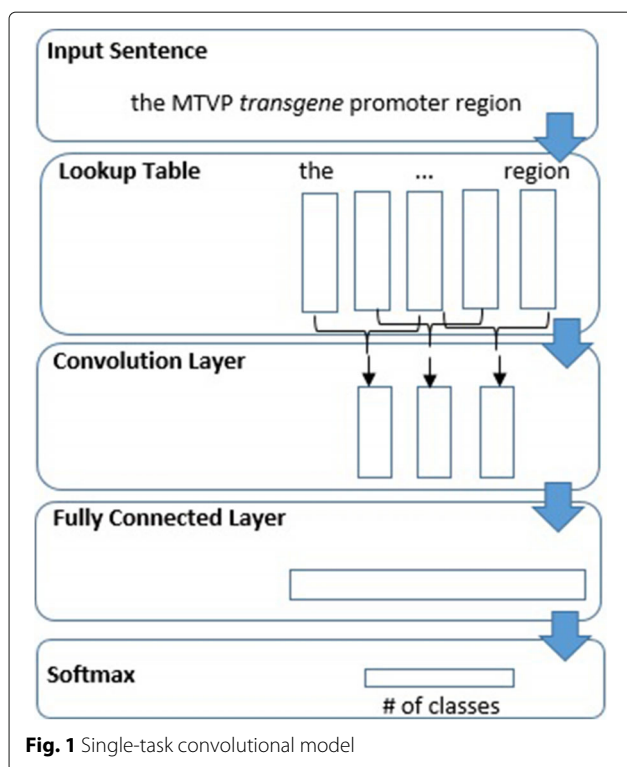 Input Sentence
the MTVP transgene promoter region
Lookup Table the ... region
Convolution Layer
Fully Connected Layer
Softmax
# of classes
Fig. 1 Single-task convolutional model